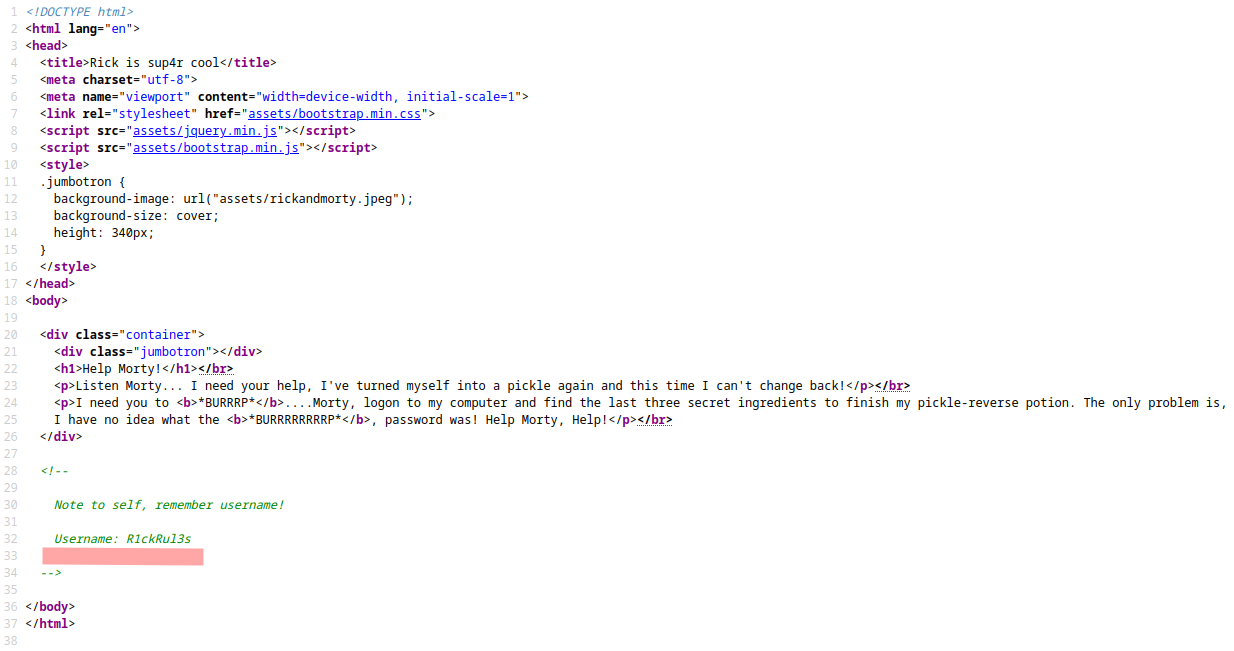 1 <!DOCTYPE html>
2 <html lang="en">
3 <head>
4   <title>Rick is sup4r cool</title>
5   <meta charset="utf-8">
6   <meta name="viewport" content="width=device-width, initial-scale=1">
7   <link rel="stylesheet" href="assets/bootstrap.min.css">
8   <script src="assets/jquery.min.js"></script>
9   <script src="assets/bootstrap.min.js"></script>
10   <style>
11   .jumbotron {
12     background-image: url("assets/rickandmorty.jpeg");
13     background-size: cover;
14     height: 340px;
15   }
16   </style>
17 </head>
18 <body>
19
20   <div class="container">
21     <div class="jumbotron"></div>
22     <h1>Help Morty!</h1></br>
23     <p>Listen Morty... I need your help, I've turned myself into a pickle again and this time I can't change back!</p></br>
24     <p>I need you to <b>*BURRRP*</b>....Morty, logon to my computer and find the last three secret ingredients to finish my pickle-reverse potion. The only problem is,
25     I have no idea what the <b>*BURRRRRRRRP*</b>, password was! Help Morty, Help!</p></br>
26   </div>
27
28   <!--
29
30     Note to self, remember username!
31
32     Username: R1ckRul3s
33
34   -->
35
36 </body>
37 </html>
38